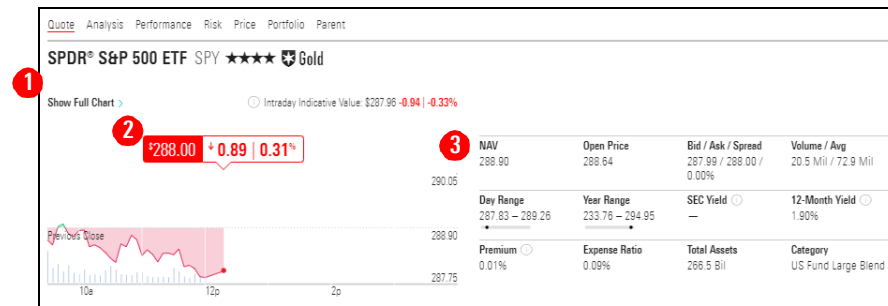 Quote Analysis Performance Risk Price Portfolio Parent
SPDR® S&P 500 ETF SPY ★★★★ Gold
1
Show Full Chart > Intraday Indicative Value: $287.96 -0.94 | -0.33%
2
$288.00 ↓ 0.89 | 0.31%
290.05
Previous Close
288.90
287.75
10a 12p 2p
3
NAV Open Price Bid / Ask / Spread Volume / Avg
288.90 288.64 287.99 / 288.00 / 20.5 Mil / 72.9 Mil
0.00%
Day Range Year Range SEC Yield 12-Month Yield
287.83 – 289.26 233.76 – 294.95 — 1.90%
Premium Expense Ratio Total Assets Category
0.01% 0.09% 266.5 Bil US Fund Large Blend